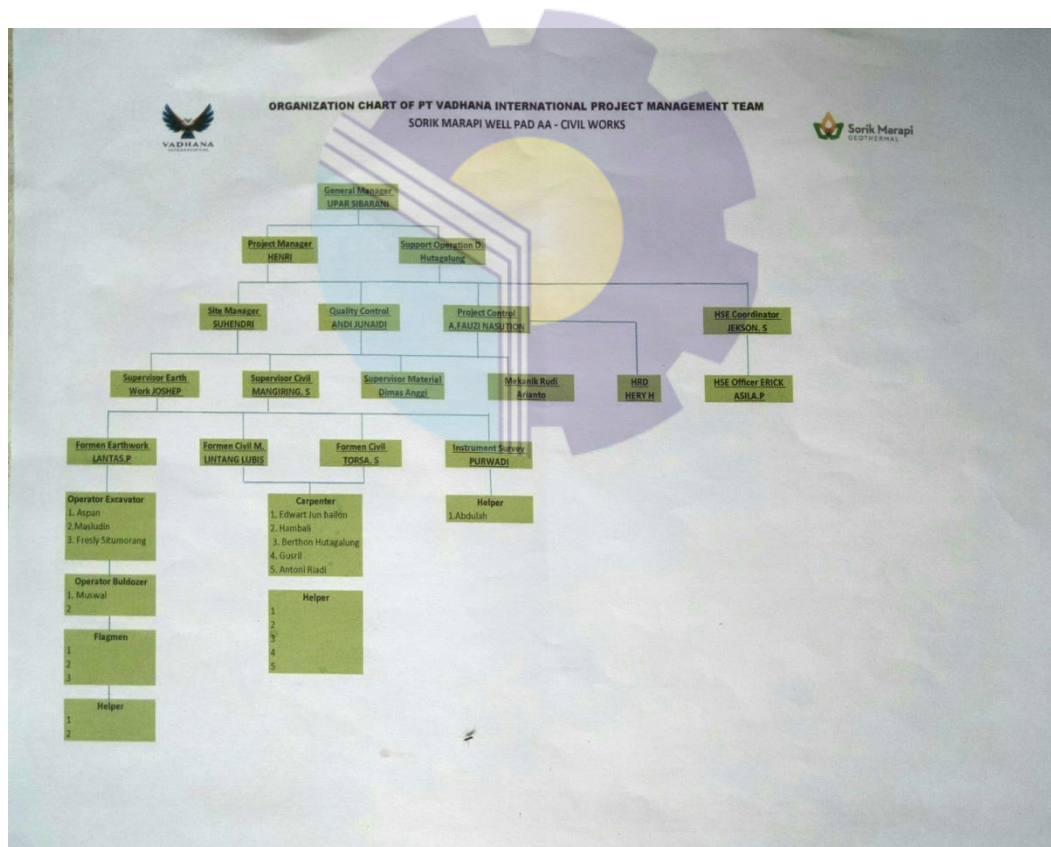 ORGANIZATION CHART OF PT VADHANA INTERNATIONAL PROJECT MANAGEMENT TEAM
SORIK MARAPI WELL PAD AA - CIVIL WORKS
VADHANA
INTERNATIONAL
Sorik Marapi
GEOTHERMAL
General Manager
UPAR SIBARANI
Project Manager
HENRI
Support Operation D.
Hutagalung
Site Manager
SUHENDRI
Quality Control
ANDI JUNAIDI
Project Control
A.FAUZI NASUTION
HSE Coordinator
JEKSON. S
Supervisor Earth
Work JOSHEP
Supervisor Civil
MANGIRING. S
Supervisor Material
Dimas Anggi
Mekanik Rudi
Arianto
HRD
HERY H
HSE Officer ERICK
ASILA.P
Formen Earthwork
LANTAS.P
Formen Civil M.
LINTANG LUBIS
Formen Civil
TORSA. S
Instrument Survey
PURWADI
Operator Excavator
1. Aspan
2.Masludin
3. Fresly Situmorang
Carpenter
1. Edwart Jun bailon
2. Hambali
3. Berthon Hutagalung
4. Gusril
5. Antoni Riadi
Helper
1.Abdulah
Operator Buldozer
1. Muswal
2
Helper
1
2
3
4
5
Flagmen
1
2
3
Helper
1
2